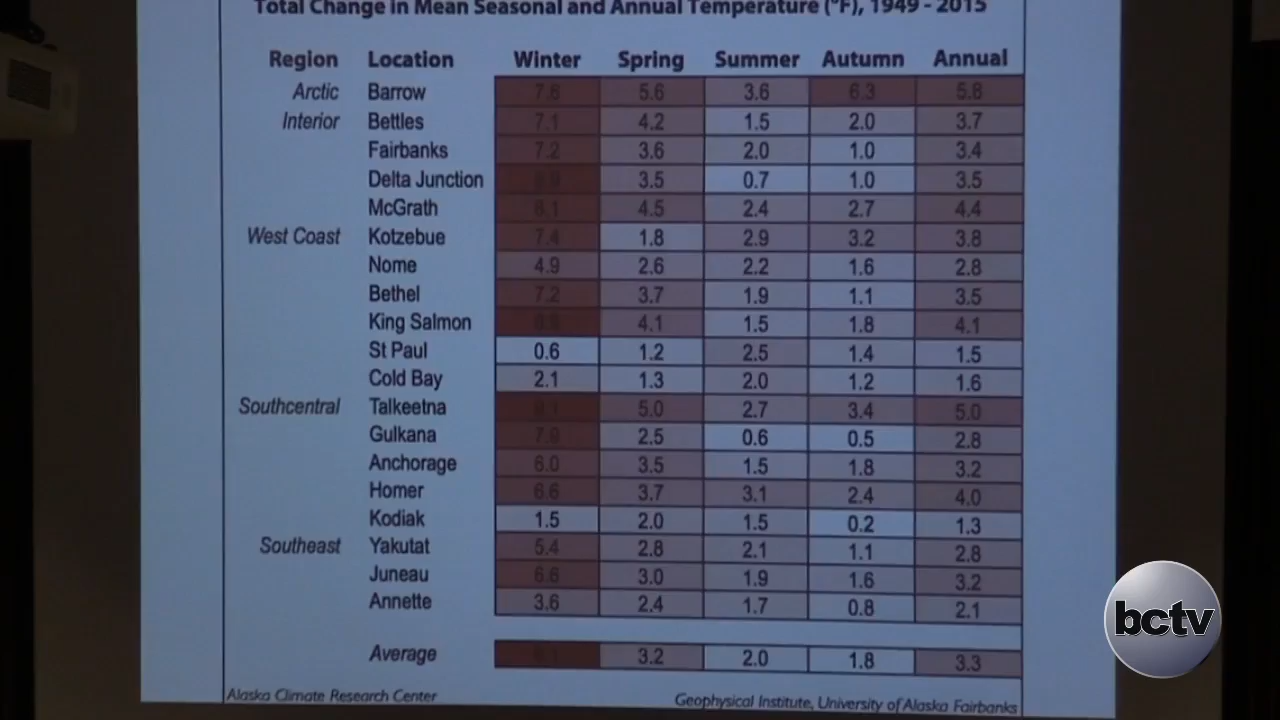 Total Change in Mean Seasonal and Annual Temperature (°F), 1949 - 2015
Region Location Winter Spring Summer Autumn Annual
Arctic Barrow 7.8 5.6 3.6 6.3 5.8
Interior Bettles 7.1 4.2 1.5 2.0 3.7
Fairbanks 7.2 3.6 2.0 1.0 3.4
Delta Junction 3.5 0.7 1.0 3.5
McGrath 4.5 2.4 2.7 4.4
West Coast Kotzebue 7.4 1.8 2.9 3.2 3.8
Nome 4.9 2.6 2.2 1.6 2.8
Bethel 7.2 3.7 1.9 1.1 3.5
King Salmon 4.1 1.5 1.8 4.1
St Paul 0.6 1.2 2.5 1.4 1.5
Cold Bay 2.1 1.3 2.0 1.2 1.6
Southcentral Talkeetna 5.0 2.7 3.4 5.0
Gulkana 2.5 0.6 0.5 2.8
Anchorage 6.0 3.5 1.5 1.8 3.2
Homer 6.6 3.7 3.1 2.4 4.0
Kodiak 1.5 2.0 1.5 0.2 1.3
Southeast Yakutat 5.4 2.8 2.1 1.1 2.8
Juneau 6.6 3.0 1.9 1.6 3.2
Annette 3.6 2.4 1.7 0.8 2.1
Average 3.2 2.0 1.8 3.3
Alaska Climate Research Center Geophysical Institute, University of Alaska Fairbanks
bctv